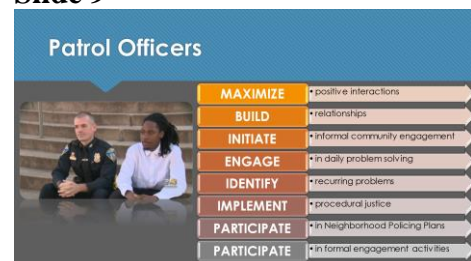 Slide 9
Patrol Officers
MAXIMIZE • positive interactions
BUILD • relationships
INITIATE • informal community engagement
ENGAGE • in daily problem solving
IDENTIFY • recurring problems
IMPLEMENT • procedural justice
PARTICIPATE • in Neighborhood Policing Plans
PARTICIPATE • in formal engagement activities